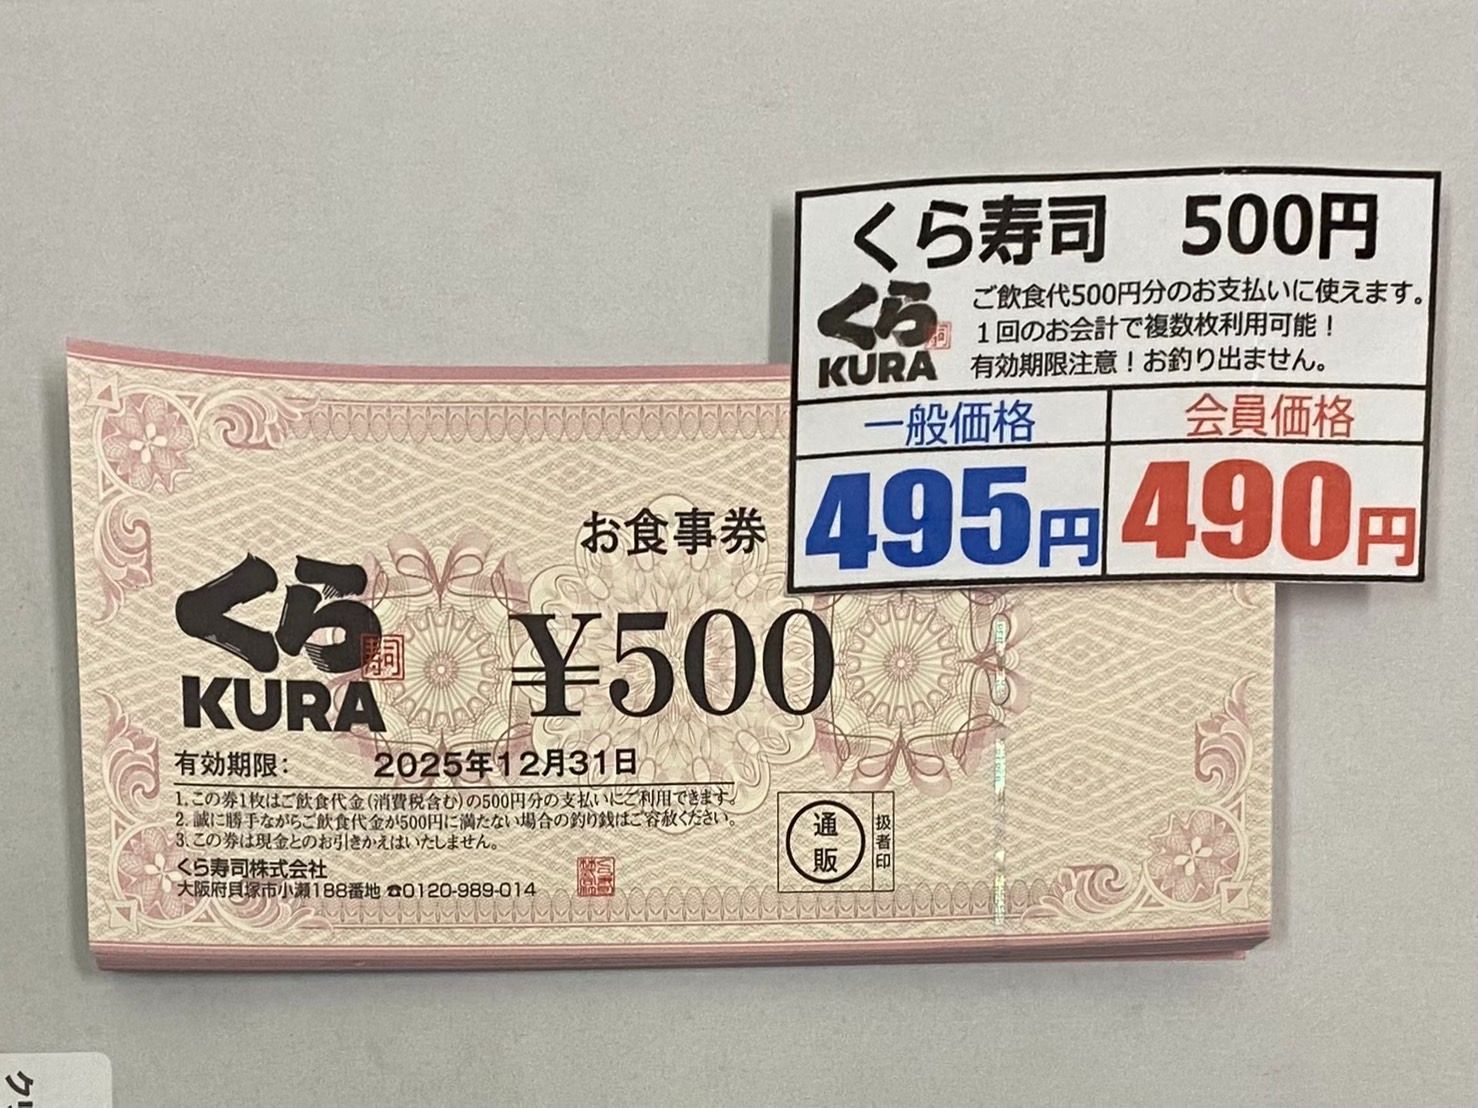 くら寿司 500円
くら
寿司
KURA
ご飲食代500円分のお支払いに使えます。
1回のお会計で複数枚利用可能！
有効期限注意！お釣り出ません。
一般価格
会員価格
495円
490円
お食事券
くら
寿司
KURA
¥500
有効期限： 2025年12月31日
1.この券1枚はご飲食代金(消費税含む)の500円分の支払いにご利用できます。
2.誠に勝手ながらご飲食代金が500円に満たない場合の釣り銭はご容赦ください。
3.この券は現金とのお引きかえはいたしません。
くら寿司株式会社
大阪府貝塚市小瀬188番地 ☎0120-989-014
通販
扱者印